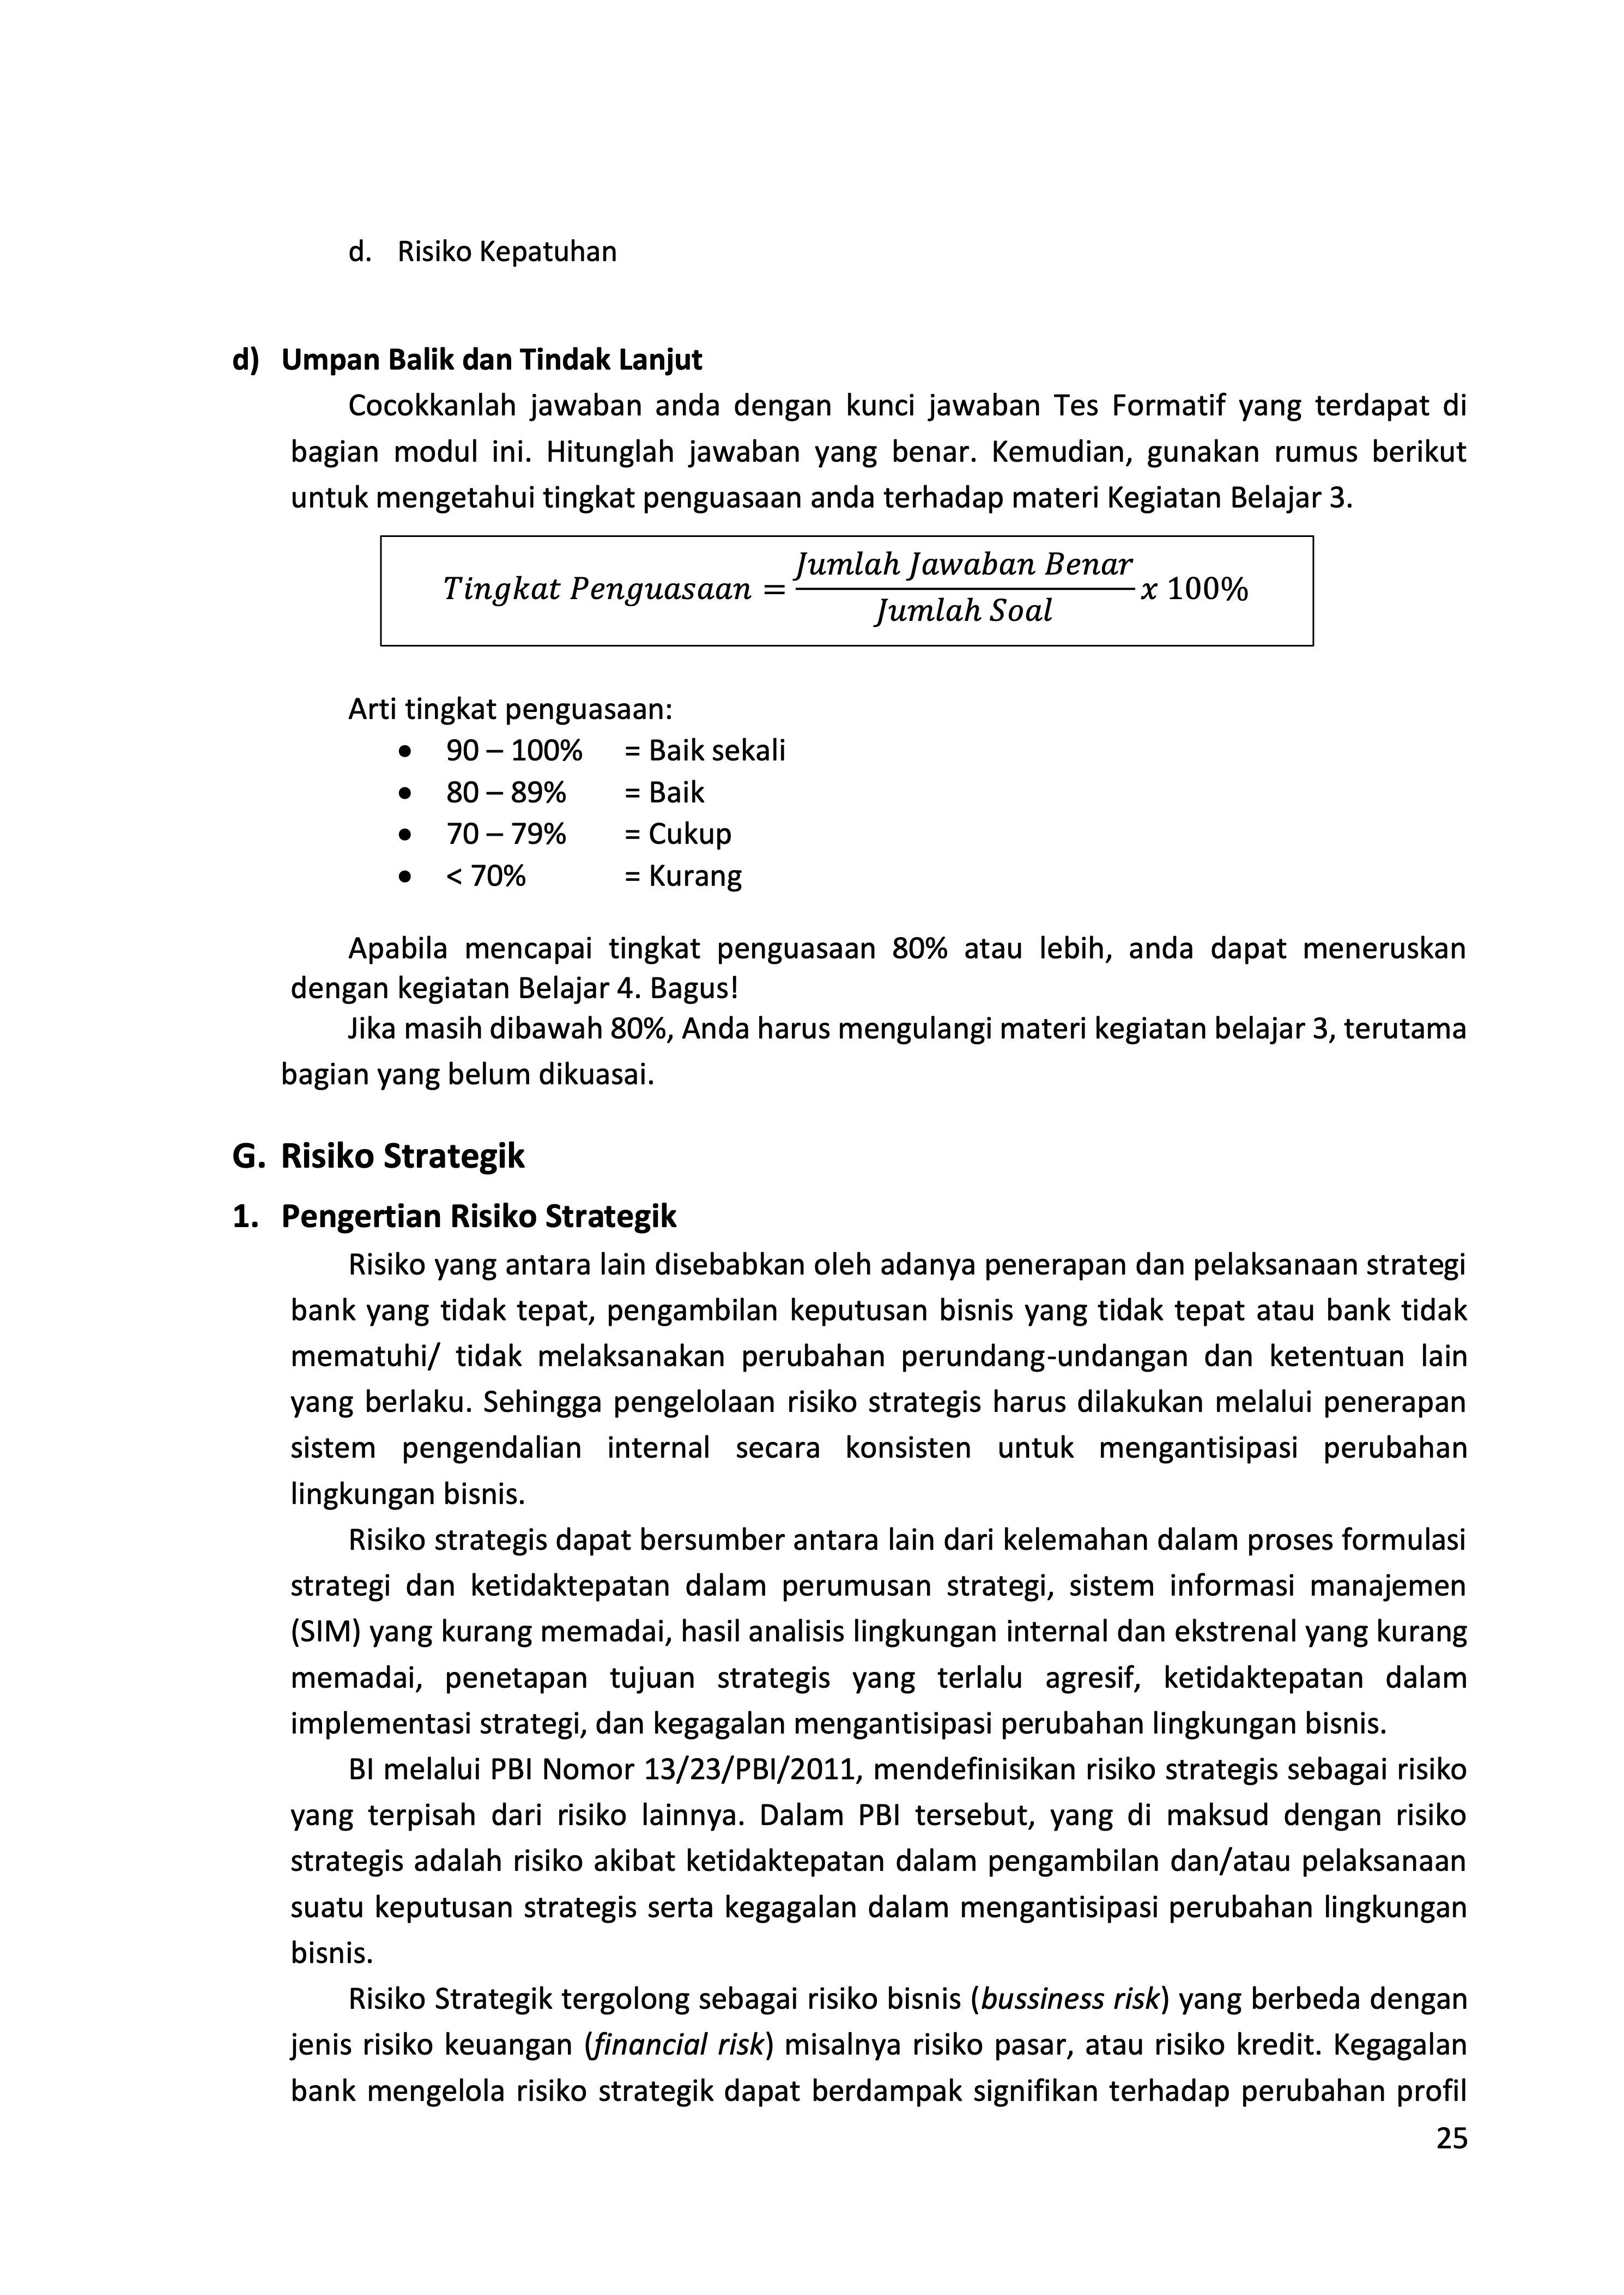 d. Risiko Kepatuhan
d) Umpan Balik dan Tindak Lanjut
Cocokkanlah jawaban anda dengan kunci jawaban Tes Formatif yang terdapat di
bagian modul ini. Hitunglah jawaban yang benar. Kemudian, gunakan rumus berikut
untuk mengetahui tingkat penguasaan anda terhadap materi Kegiatan Belajar 3.
Tingkat Penguasaan = Jumlah Jawaban Benar / Jumlah Soal x 100%
Arti tingkat penguasaan:
• 90 – 100% = Baik sekali
• 80 – 89% = Baik
• 70 – 79% = Cukup
• < 70% = Kurang
Apabila mencapai tingkat penguasaan 80% atau lebih, anda dapat meneruskan
dengan kegiatan Belajar 4. Bagus!
Jika masih dibawah 80%, Anda harus mengulangi materi kegiatan belajar 3, terutama
bagian yang belum dikuasai.
G. Risiko Strategik
1. Pengertian Risiko Strategik
Risiko yang antara lain disebabkan oleh adanya penerapan dan pelaksanaan strategi
bank yang tidak tepat, pengambilan keputusan bisnis yang tidak tepat atau bank tidak
mematuhi/ tidak melaksanakan perubahan perundang-undangan dan ketentuan lain
yang berlaku. Sehingga pengelolaan risiko strategis harus dilakukan melalui penerapan
sistem pengendalian internal secara konsisten untuk mengantisipasi perubahan
lingkungan bisnis.
Risiko strategis dapat bersumber antara lain dari kelemahan dalam proses formulasi
strategi dan ketidaktepatan dalam perumusan strategi, sistem informasi manajemen
(SIM) yang kurang memadai, hasil analisis lingkungan internal dan ekstrenal yang kurang
memadai, penetapan tujuan strategis yang terlalu agresif, ketidaktepatan dalam
implementasi strategi, dan kegagalan mengantisipasi perubahan lingkungan bisnis.
BI melalui PBI Nomor 13/23/PBI/2011, mendefinisikan risiko strategis sebagai risiko
yang terpisah dari risiko lainnya. Dalam PBI tersebut, yang di maksud dengan risiko
strategis adalah risiko akibat ketidaktepatan dalam pengambilan dan/atau pelaksanaan
suatu keputusan strategis serta kegagalan dalam mengantisipasi perubahan lingkungan
bisnis.
Risiko Strategik tergolong sebagai risiko bisnis (bussiness risk) yang berbeda dengan
jenis risiko keuangan (financial risk) misalnya risiko pasar, atau risiko kredit. Kegagalan
bank mengelola risiko strategik dapat berdampak signifikan terhadap perubahan profil
25